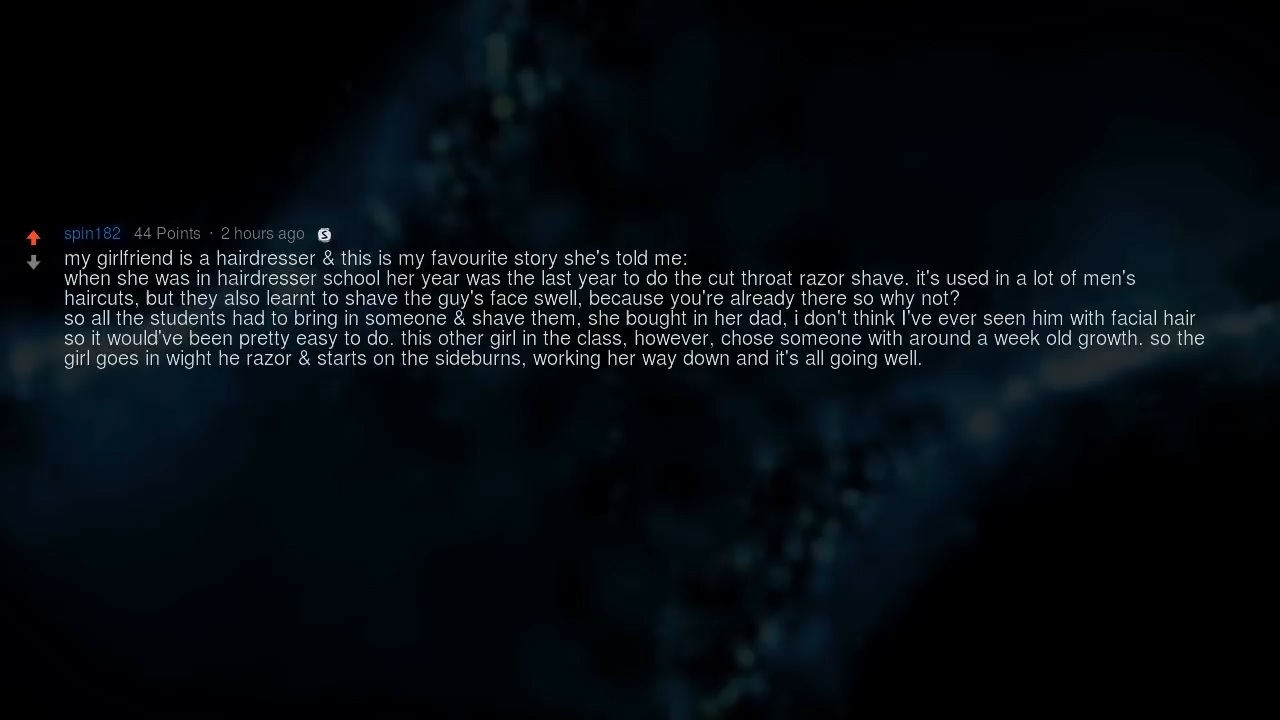 spin182 44 Points · 2 hours ago
my girlfriend is a hairdresser & this is my favourite story she's told me:
when she was in hairdresser school her year was the last year to do the cut throat razor shave. it's used in a lot of men's
haircuts, but they also learnt to shave the guy's face swell, because you're already there so why not?
so all the students had to bring in someone & shave them, she bought in her dad, i don't think I've ever seen him with facial hair
so it would've been pretty easy to do. this other girl in the class, however, chose someone with around a week old growth. so the
girl goes in wight he razor & starts on the sideburns, working her way down and it's all going well.